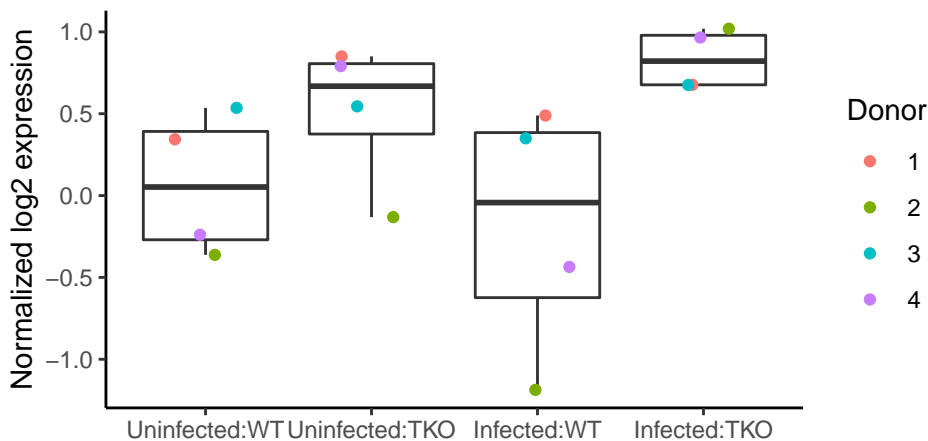 Normalized log2 expression
1.0
0.5
0.0
−0.5
−1.0
Uninfected:WT
Uninfected:TKO
Infected:WT
Infected:TKO
Donor
1
2
3
4